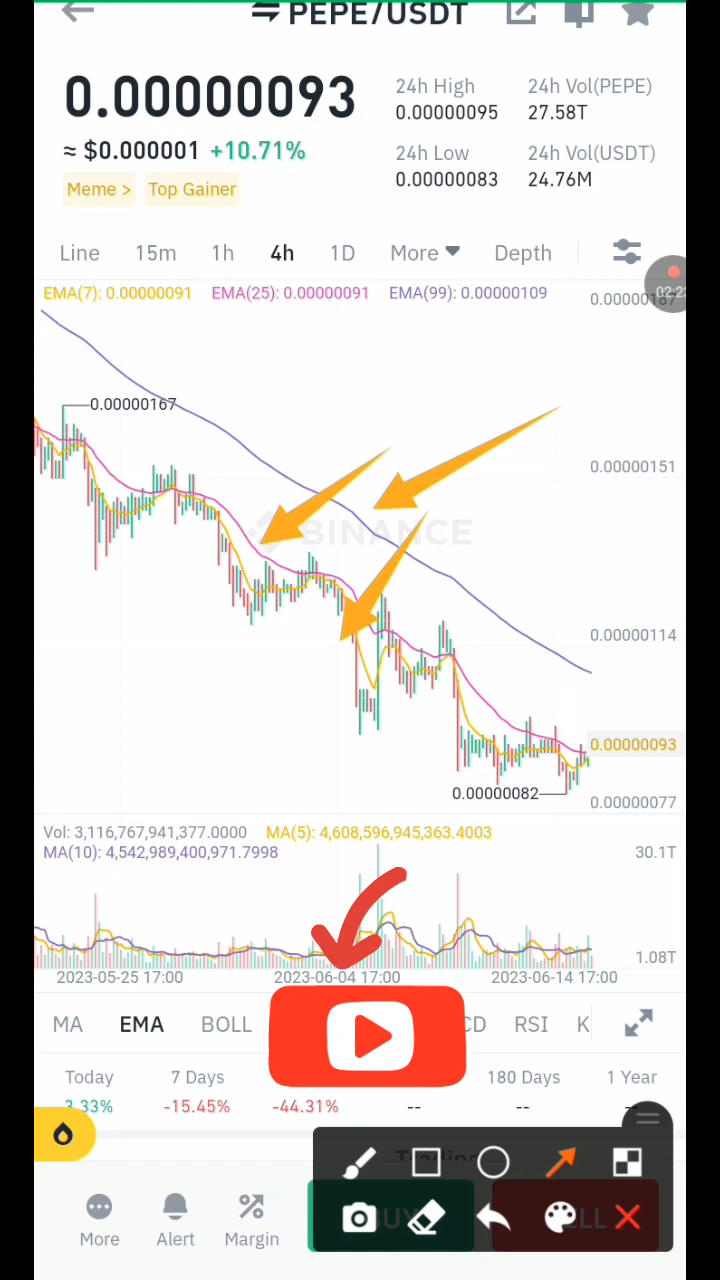 PEPE/USDT
0.00000093
24h High
24h Vol(PEPE)
0.00000095
27.58T
≈ $0.000001 +10.71%
24h Low
24h Vol(USDT)
0.00000083
24.76M
Meme >
Top Gainer
Line
15m
1h
4h
1D
More
Depth
EMA(7): 0.00000091
EMA(25): 0.00000091
EMA(99): 0.00000109
0.00000167
0.00000151
BINANCE
0.00000114
0.00000093
0.00000082
0.00000077
Vol: 3,116,767,941,377.0000
MA(5): 4,608,596,945,363.4003
MA(10): 4,542,989,400,971.7998
30.1T
1.08T
2023-05-25 17:00
2023-06-04 17:00
2023-06-14 17:00
MA
EMA
BOLL
RSI
Today
7 Days
180 Days
1 Year
3.33%
-15.45%
-44.31%
--
--
--
More
Alert
Margin